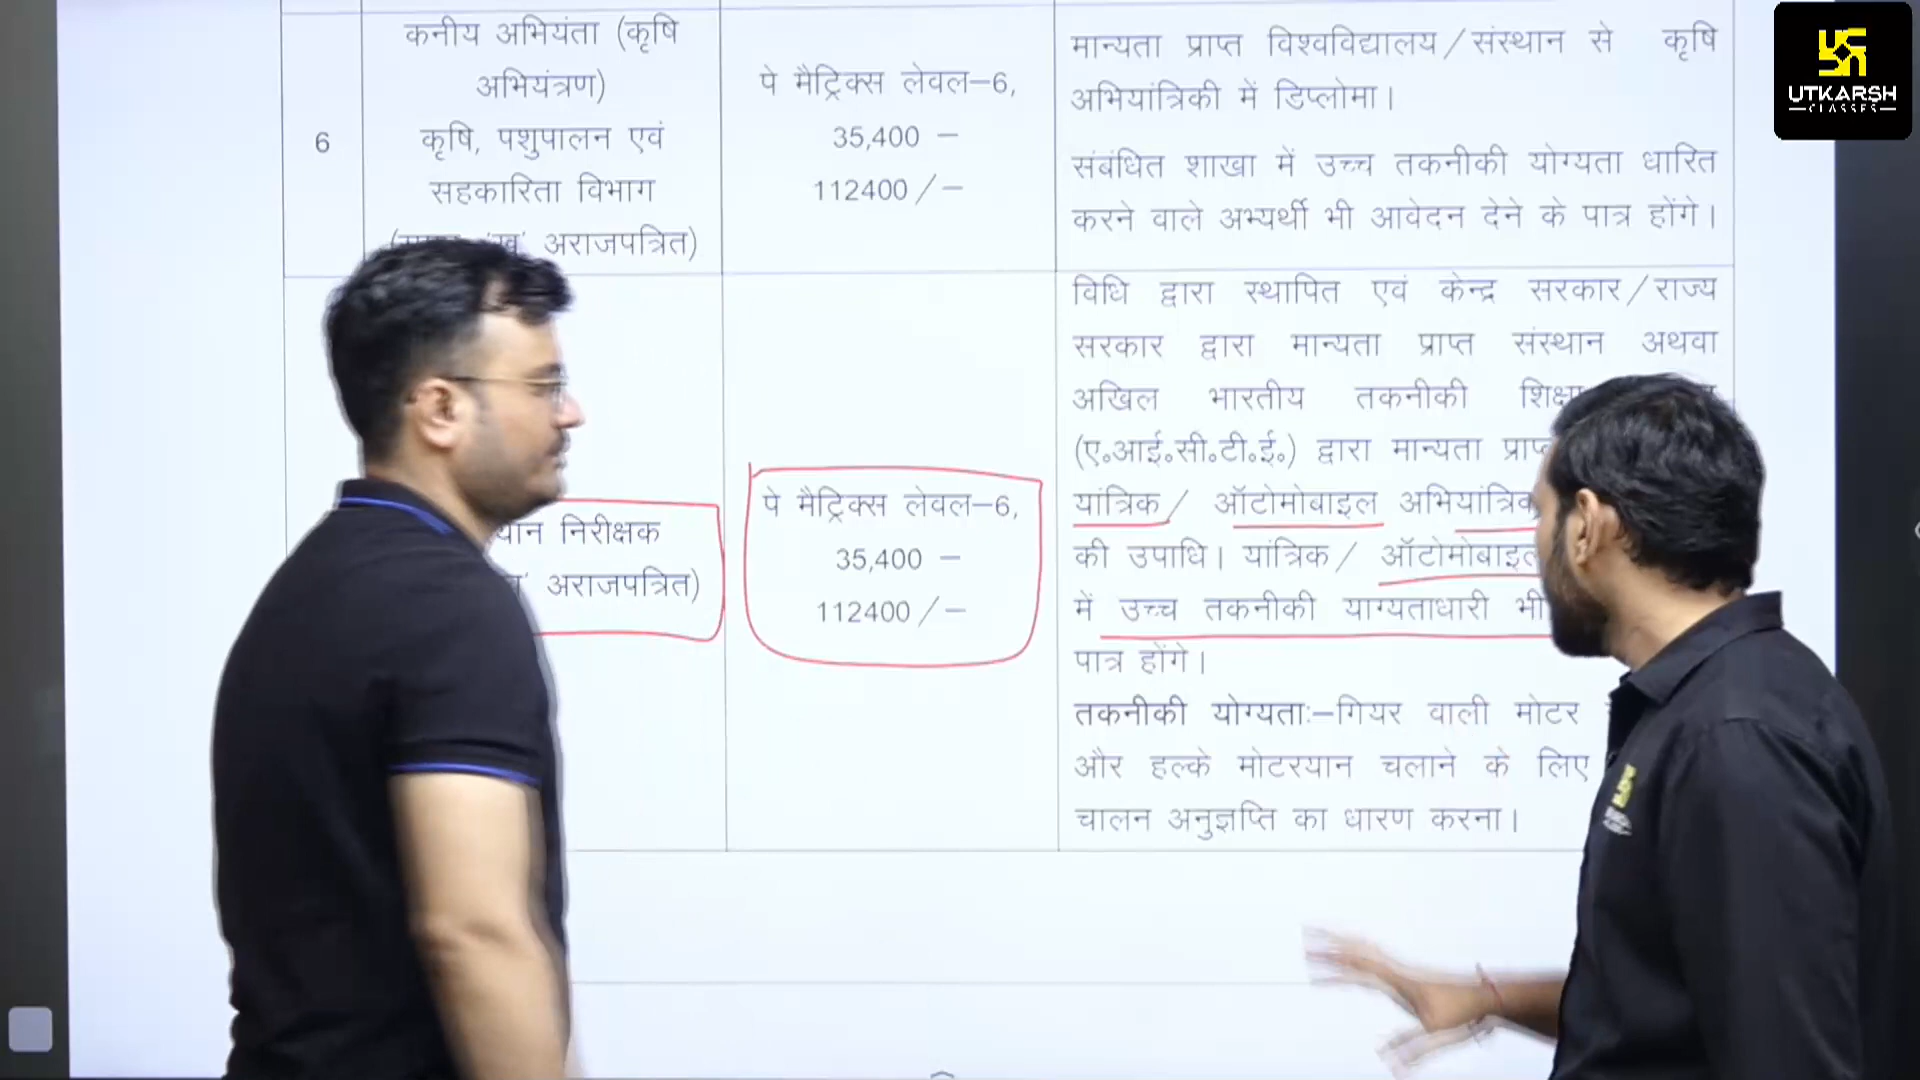 कनीय अभियंता (कृषि
अभियंत्रण)
6
कृषि, पशुपालन एवं
सहकारिता विभाग
अराजपत्रित)
पे मैट्रिक्स लेवल–6,
35,400 –
112400/–
मान्यता प्राप्त विश्वविद्यालय/संस्थान से कृषि
अभियांत्रिकी में डिप्लोमा।
संबंधित शाखा में उच्च तकनीकी योग्यता धारित
करने वाले अभ्यर्थी भी आवेदन देने के पात्र होंगे।
निरीक्षक
अराजपत्रित)
पे मैट्रिक्स लेवल–6,
35,400 –
112400/–
विधि द्वारा स्थापित एवं केन्द्र सरकार/राज्य
सरकार द्वारा मान्यता प्राप्त संस्थान अथवा
अखिल भारतीय तकनीकी
(ए॰आई॰सी॰टी॰ई॰) द्वारा मान्यता
यांत्रिक/ ऑटोमोबाइल
की उपाधि। यांत्रिक/ ऑटोमोबाइल
में उच्च तकनीकी याग्यताधारी भी
पात्र होंगे।
तकनीकी योग्यताः–गियर वाली मोटर
और हल्के मोटरयान चलाने के लिए
चालन अनुज्ञप्ति का धारण करना।
UTKARSH
CLASSES